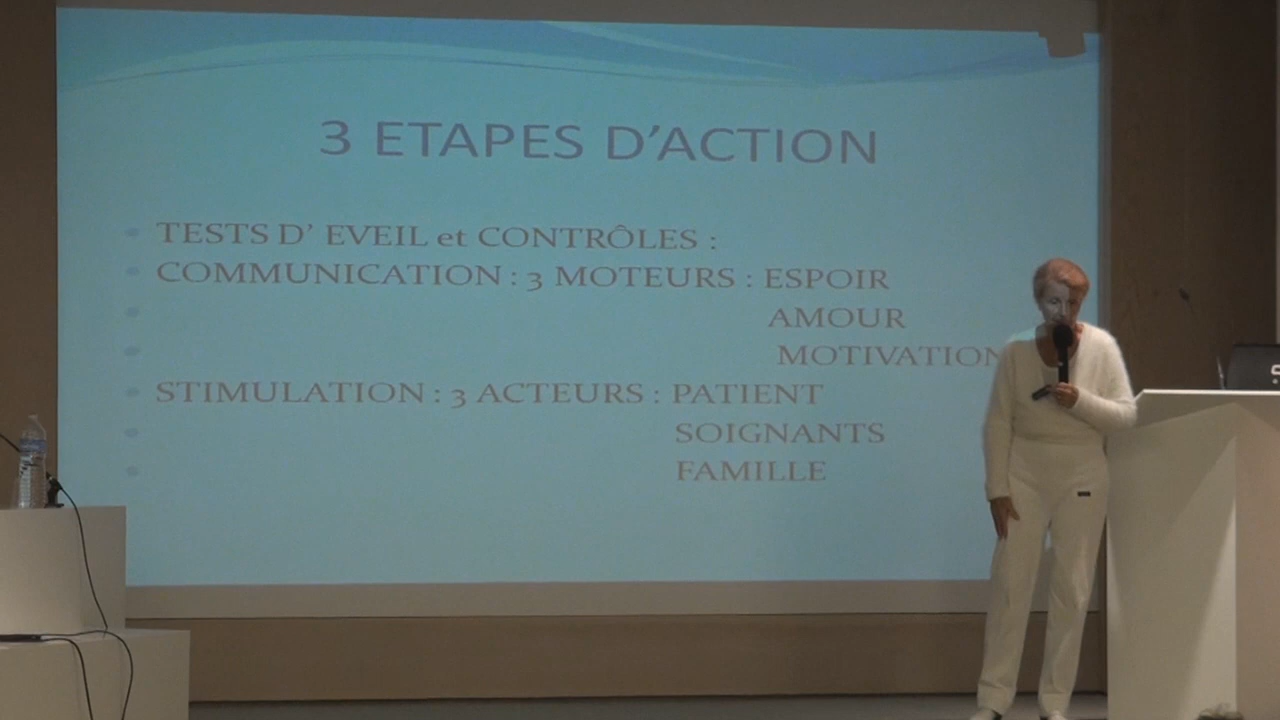 3 ETAPES D'ACTION
TESTS D' EVEIL et CONTRÔLES :
COMMUNICATION : 3 MOTEURS : ESPOIR
AMOUR
MOTIVATION
STIMULATION : 3 ACTEURS : PATIENT
SOIGNANTS
FAMILLE